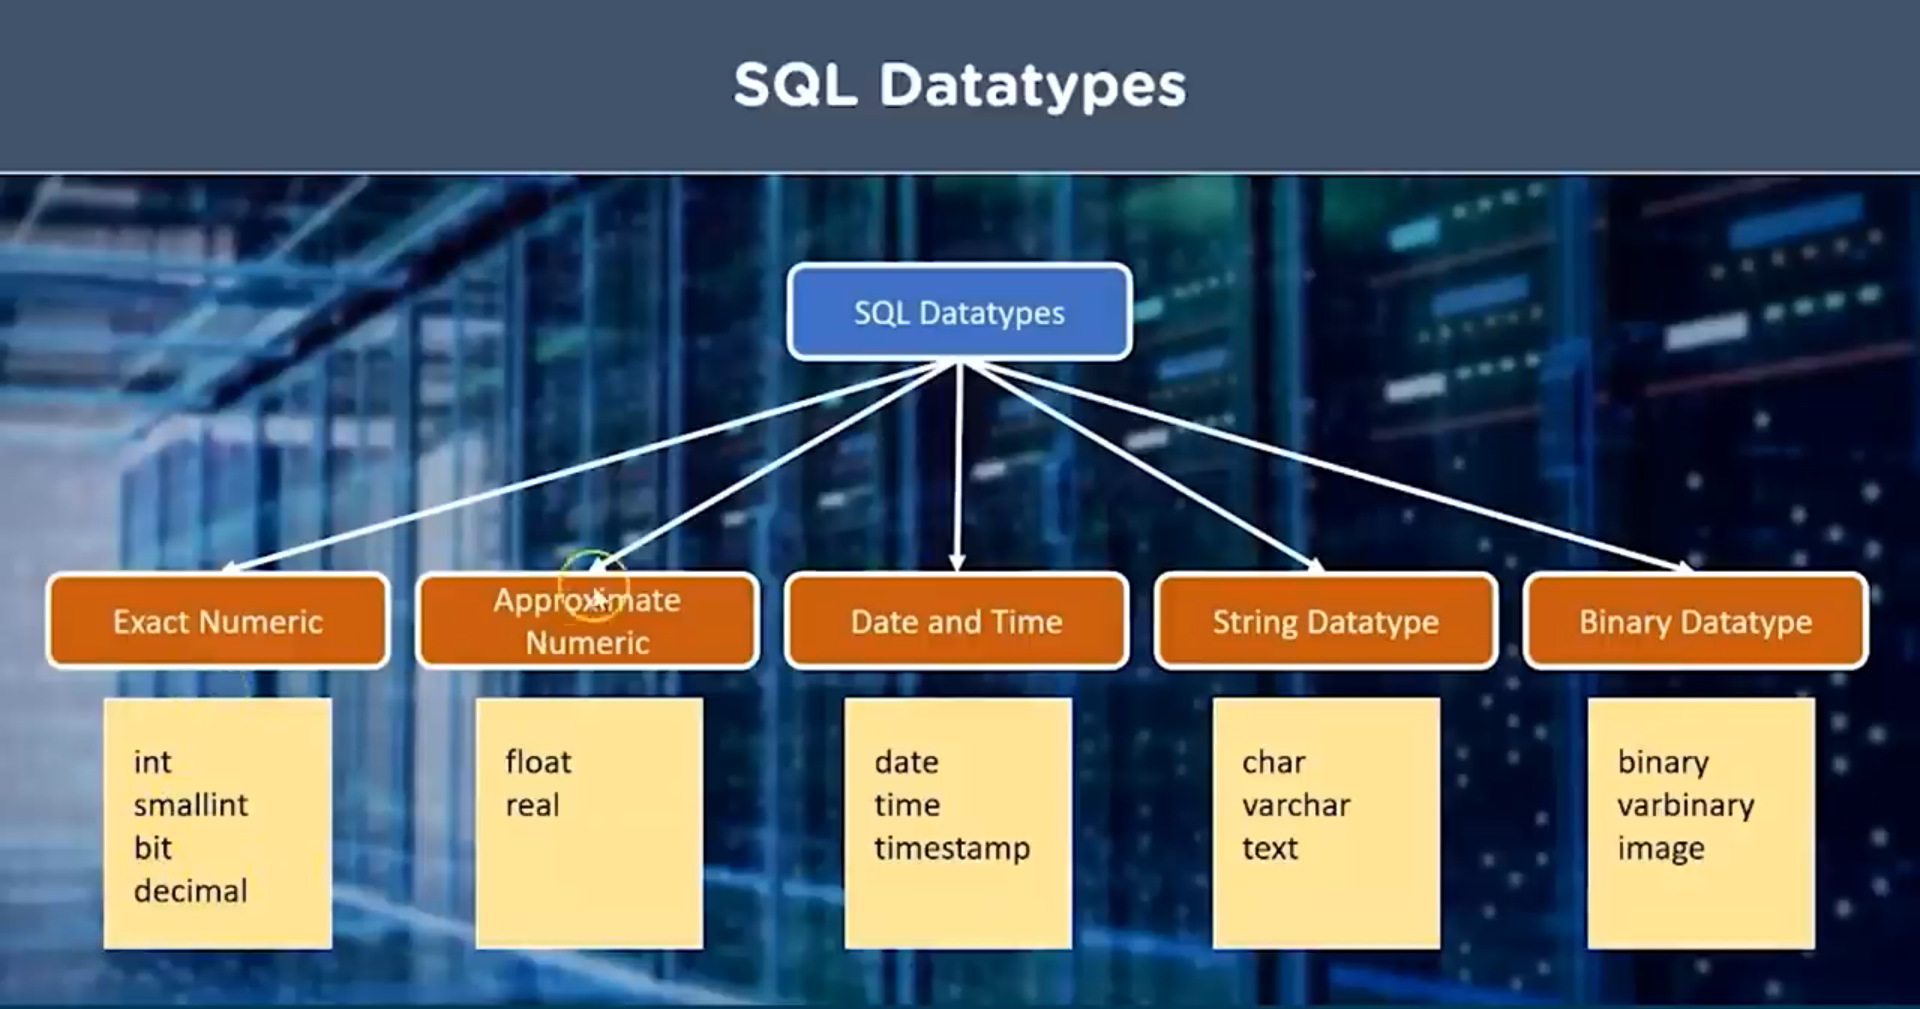 SQL Datatypes
SQL Datatypes
Exact Numeric
Approximate
Numeric
Date and Time
String Datatype
Binary Datatype
int
smallint
bit
decimal
float
real
date
time
timestamp
char
varchar
text
binary
varbinary
image